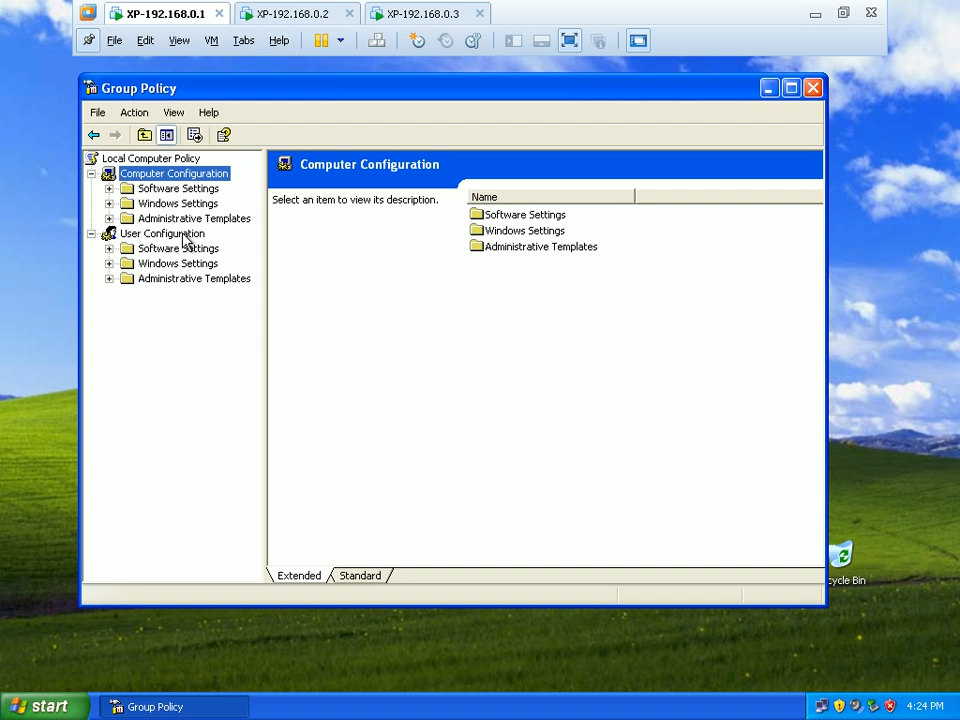 XP-192.168.0.1
XP-192.168.0.2
XP-192.168.0.3
File Edit View VM Tabs Help
Group Policy
File Action View Help
Local Computer Policy
Computer Configuration
Software Settings
Windows Settings
Administrative Templates
User Configuration
Software Settings
Windows Settings
Administrative Templates
Computer Configuration
Select an item to view its description.
Name
Software Settings
Windows Settings
Administrative Templates
Extended
Standard
cycle Bin
start
Group Policy
4:24 PM